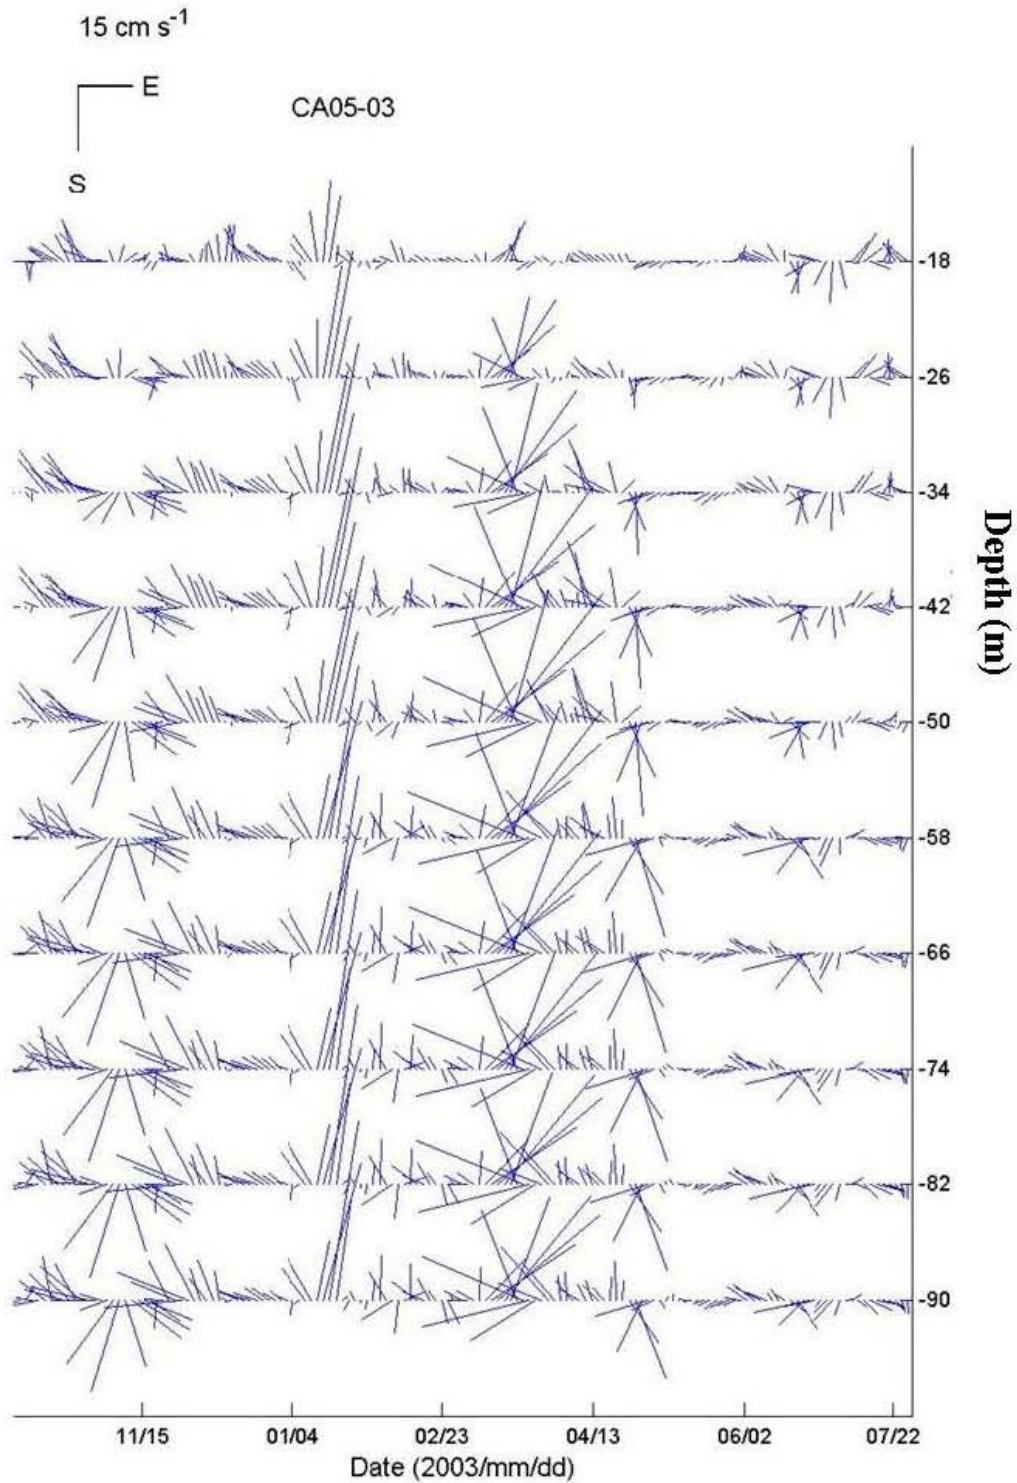 15 cm s⁻¹
E
CA05-03
S
-18
-26
-34
-42
-50
-58
-66
-74
-82
-90
Depth (m)
11/15 01/04 02/23 04/13 06/02 07/22
Date (2003/mm/dd)